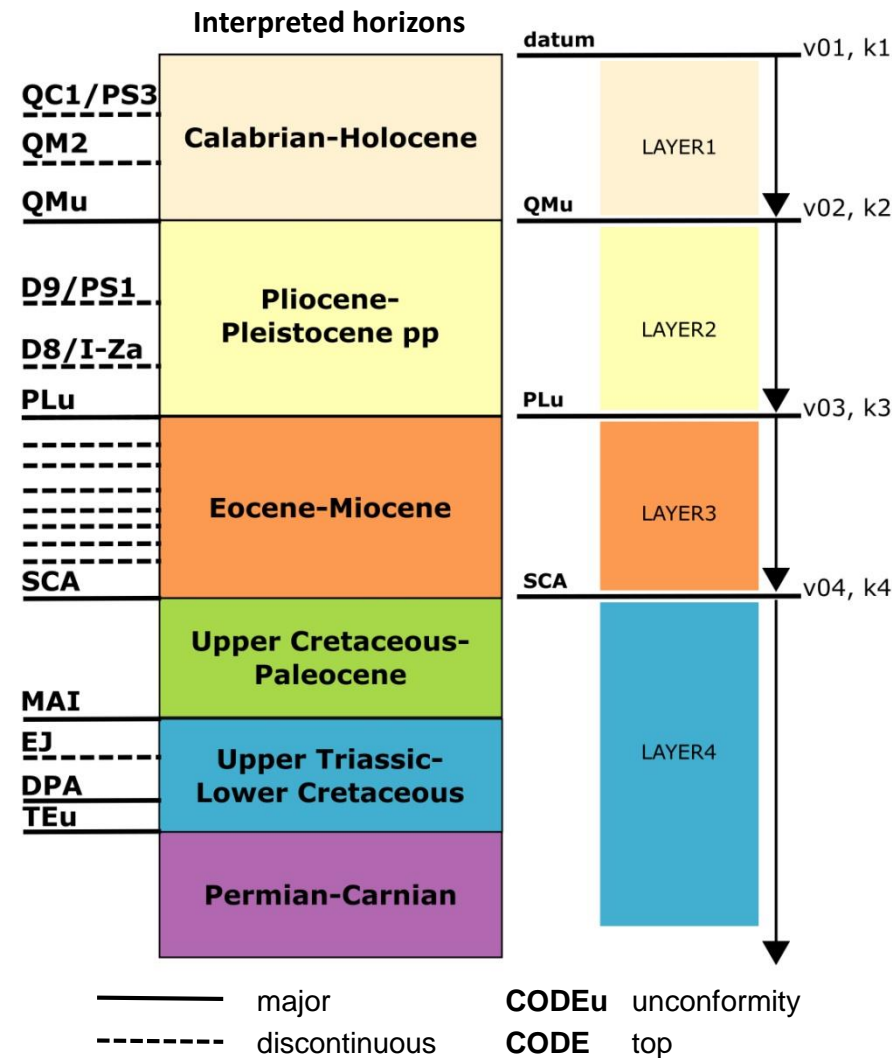 Interpreted horizons
datum
v01, k1
QC1/PS3
QM2
QMu
Calabrian-Holocene
LAYER1
QMu
v02, k2
D9/PS1
D8/I-Za
PLu
Pliocene-
Pleistocene pp
LAYER2
PLu
v03, k3
Eocene-Miocene
LAYER3
SCA
SCA
v04, k4
Upper Cretaceous-
Paleocene
MAI
EJ
DPA
TEu
Upper Triassic-
Lower Cretaceous
LAYER4
Permian-Carnian
major
CODEu unconformity
discontinuous
CODE top